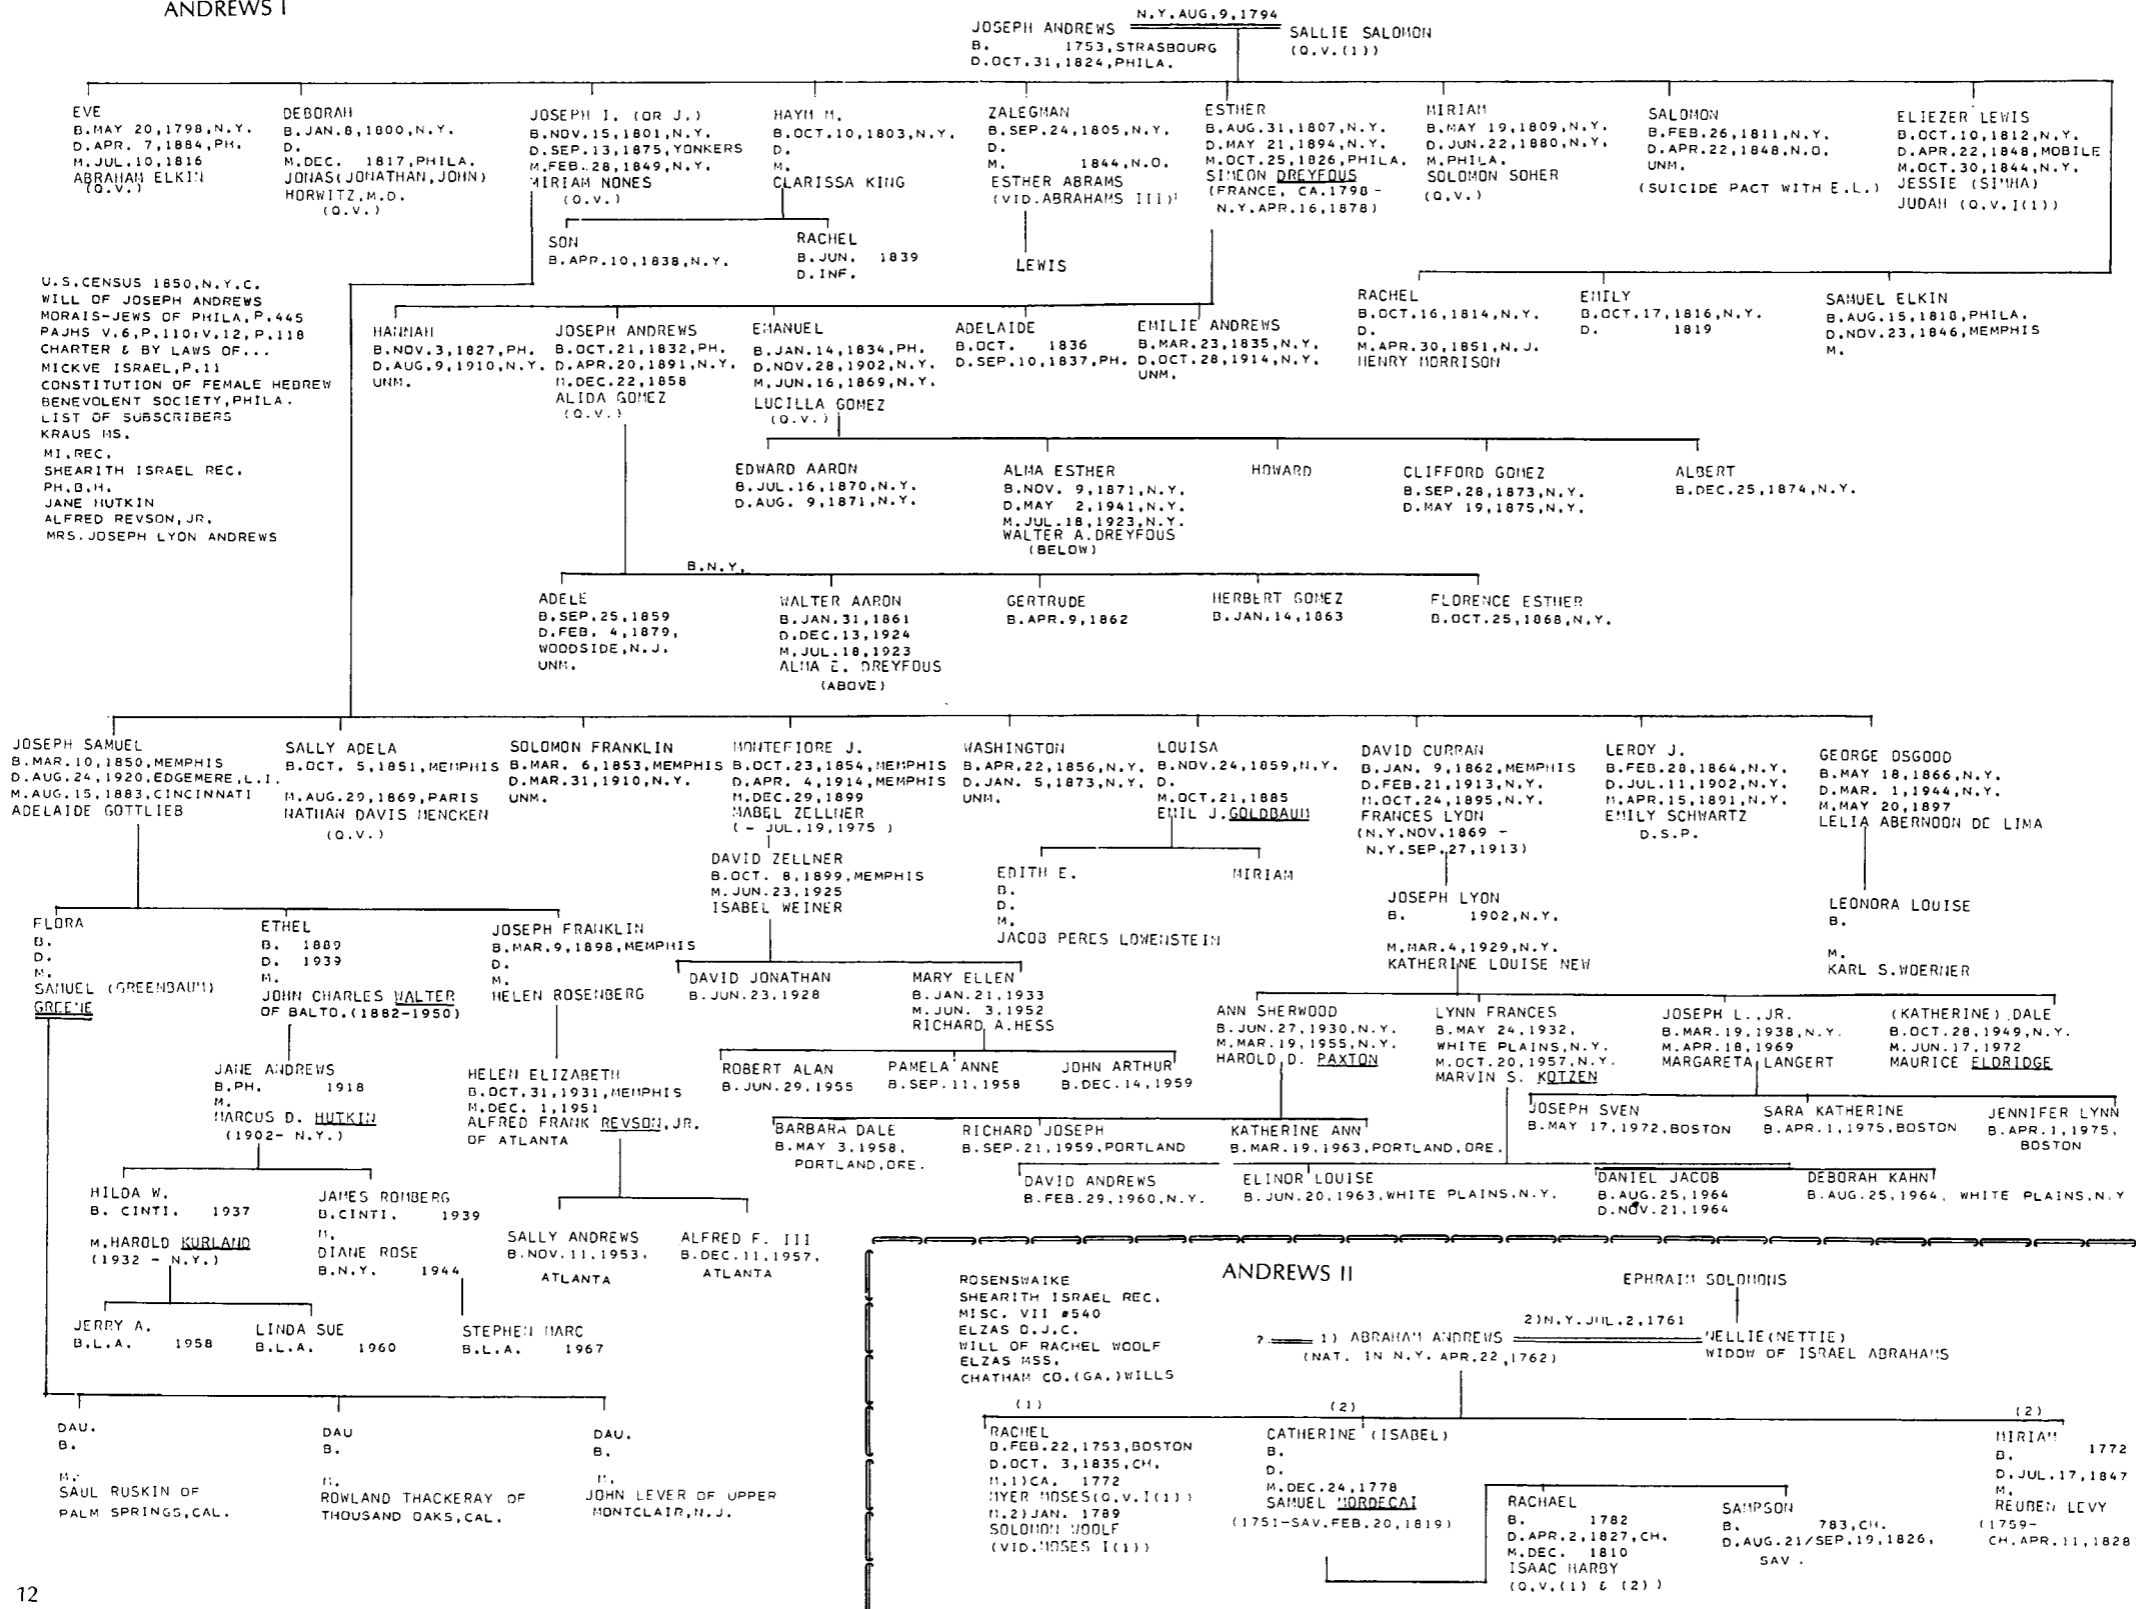 ANDREWS I
N.Y.AUG.9,1794
JOSEPH ANDREWS
B. 1753,STRASBOURG
D.OCT.31,1824,PHILA.
SALLIE SALOMON
(Q.V.(1))
EVE
B.MAY 20,1798,N.Y.
D.APR. 7,1884,PH.
M.JUL.10,1816
ABRAHAM ELKIN
(Q.V.)
DEBORAH
B.JAN.8,1800,N.Y.
D.
M.DEC. 1817,PHILA.
JONAS(JONATHAN,JOHN)
HORWITZ,M.D.
(Q.V.)
JOSEPH I. (OR J.)
B.NOV.15,1801,N.Y.
D.SEP.13,1875,YONKERS
M.FEB.28,1849,N.Y.
MIRIAM NONES
(Q.V.)
HAYM M.
B.OCT.10,1803,N.Y.
D.
M.
CLARISSA KING
ZALEGMAN
B.SEP.24,1805,N.Y.
D.
M. 1844,N.O.
ESTHER ABRAMS
(VID.ABRAHAMS III)
ESTHER
B.AUG.31,1807,N.Y.
D.MAY 21,1894,N.Y.
M.OCT.25,1826,PHILA.
SIMEON DREYFOUS
(FRANCE, CA.1798 -
N.Y.APR.16,1878)
MIRIAM
B.MAY 19,1809,N.Y.
D.JUN.22,1880,N.Y.
M.PHILA.
SOLOMON SOHER
(Q.V.)
SALOMON
B.FEB.26,1811,N.Y.
D.APR.22,1848,N.O.
UNM.
(SUICIDE PACT WITH E.L.)
ELIEZER LEWIS
B.OCT.10,1812,N.Y.
D.APR.22,1848,MOBILE
M.OCT.30,1844,N.Y.
JESSIE (SIMHA)
JUDAH (Q.V.I(1))
SON
B.APR.10,1838,N.Y.
RACHEL
B.JUN. 1839
D.INF.
LEWIS
U.S.CENSUS 1850,N.Y.C.
WILL OF JOSEPH ANDREWS
MORAIS-JEWS OF PHILA,P.445
PAJHS V.6,P.110;V.12,P.118
CHARTER & BY LAWS OF...
MICKVE ISRAEL,P.11
CONSTITUTION OF FEMALE HEBREW
BENEVOLENT SOCIETY,PHILA.
LIST OF SUBSCRIBERS
KRAUS MS.
MI.REC.
SHEARITH ISRAEL REC.
PH.B.H.
JANE HUTKIN
ALFRED REVSON,JR.
MRS.JOSEPH LYON ANDREWS
HANNAH
B.NOV.3,1827,PH.
D.AUG.9,1910,N.Y.
UNM.
JOSEPH ANDREWS
B.OCT.21,1832,PH.
D.APR.20,1891,N.Y.
M.DEC.22,1858
ALIDA GOMEZ
(Q.V.)
EMANUEL
B.JAN.14,1834,PH.
D.NOV.28,1902,N.Y.
M.JUN.16,1869,N.Y.
LUCILLA GOMEZ
(Q.V.)
ADELAIDE
B.OCT. 1836
D.SEP.10,1837,PH.
EMILIE ANDREWS
B.MAR.23,1835,N.Y.
D.OCT.28,1914,N.Y.
UNM.
RACHEL
B.OCT.16,1814,N.Y.
D.
M.APR.30,1851,N.J.
HENRY MORRISON
EMILY
B.OCT.17,1816,N.Y.
D. 1819
SAMUEL ELKIN
B.AUG.15,1818,PHILA.
D.NOV.23,1846,MEMPHIS
M.
EDWARD AARON
B.JUL.16,1870,N.Y.
D.AUG. 9,1871,N.Y.
ALMA ESTHER
B.NOV. 9,1871,N.Y.
D.MAY 2,1941,N.Y.
M.JUL.18,1923,N.Y.
WALTER A.DREYFOUS
(BELOW)
HOWARD
CLIFFORD GOMEZ
B.SEP.28,1873,N.Y.
D.MAY 19,1875,N.Y.
ALBERT
B.DEC.25,1874,N.Y.
B.N.Y.
ADELE
B.SEP.25,1859
D.FEB. 4,1879,
WOODSIDE,N.J.
UNM.
WALTER AARON
B.JAN.31,1861
D.DEC.13,1924
M.JUL.18,1923
ALMA E. DREYFOUS
(ABOVE)
GERTRUDE
B.APR.9,1862
HERBERT GOMEZ
B.JAN.14,1863
FLORENCE ESTHER
B.OCT.25,1868,N.Y.
JOSEPH SAMUEL
B.MAR.10,1850,MEMPHIS
D.AUG.24,1920,EDGEMERE,L.I.
M.AUG.15,1883,CINCINNATI
ADELAIDE GOTTLIEB
SALLY ADELA
B.OCT. 5,1851,MEMPHIS
M.AUG.29,1869,PARIS
NATHAN DAVIS MENCKEN
(Q.V.)
SOLOMON FRANKLIN
B.MAR. 6,1853,MEMPHIS
D.MAR.31,1910,N.Y.
UNM.
MONTEFIORE J.
B.OCT.23,1854,MEMPHIS
D.APR. 4,1914,MEMPHIS
M.DEC.29,1899
MABEL ZELLNER
( - JUL.19,1975 )
WASHINGTON
B.APR.22,1856,N.Y.
D.JAN. 5,1873,N.Y.
UNM.
LOUISA
B.NOV.24,1859,N.Y.
D.
M.OCT.21,1885
EMIL J.GOLDBAUM
DAVID CURRAN
B.JAN. 9,1862,MEMPHIS
D.FEB.21,1913,N.Y.
M.OCT.24,1895,N.Y.
FRANCES LYON
(N.Y.NOV.1869 -
N.Y.SEP.27,1913)
LEROY J.
B.FEB.28,1864,N.Y.
D.JUL.11,1902,N.Y.
M.APR.15,1891,N.Y.
EMILY SCHWARTZ
D.S.P.
GEORGE OSGOOD
B.MAY 18,1866,N.Y.
D.MAR. 1,1944,N.Y.
M.MAY 20,1897
LELIA ABERNOON DE LIMA
DAVID ZELLNER
B.OCT. 8,1899,MEMPHIS
M.JUN.23,1925
ISABEL WEINER
EDITH E.
B.
D.
M.
JACOB PERES LOWENSTEIN
MIRIAM
JOSEPH LYON
B. 1902,N.Y.
M.MAR.4,1929,N.Y.
KATHERINE LOUISE NEW
LEONORA LOUISE
B.
M.
KARL S.WOERNER
FLORA
B.
D.
M.
SAMUEL (GREENBAUM)
GREENE
ETHEL
B. 1889
D. 1939
M.
JOHN CHARLES WALTER
OF BALTO.(1882-1950)
JOSEPH FRANKLIN
B.MAR.9,1898,MEMPHIS
D.
M.
HELEN ROSENBERG
DAVID JONATHAN
B.JUN.23,1928
MARY ELLEN
B.JAN.21,1933
M.JUN. 3,1952
RICHARD A.HESS
ANN SHERWOOD
B.JUN.27,1930,N.Y.
M.MAR.19,1955,N.Y.
HAROLD D. PAXTON
LYNN FRANCES
B.MAY 24,1932,
WHITE PLAINS,N.Y.
M.OCT.20,1957,N.Y.
MARVIN S. KOTZEN
JOSEPH L.,JR.
B.MAR.19,1938,N.Y.
M.APR.18,1969
MARGARETA LANGERT
(KATHERINE) DALE
B.OCT.28,1949,N.Y.
M.JUN.17,1972
MAURICE ELDRIDGE
JANE ANDREWS
B.PH. 1918
M.
MARCUS D. HUTKIN
(1902- N.Y.)
HELEN ELIZABETH
B.OCT.31,1931,MEMPHIS
M.DEC. 1,1951
ALFRED FRANK REVSON,JR.
OF ATLANTA
ROBERT ALAN
B.JUN.29,1955
PAMELA ANNE
B.SEP.11,1958
JOHN ARTHUR
B.DEC.14,1959
BARBARA DALE
B.MAY 3,1958,
PORTLAND,ORE.
RICHARD JOSEPH
B.SEP.21,1959,PORTLAND
KATHERINE ANN
B.MAR.19,1963,PORTLAND,ORE.
JOSEPH SVEN
B.MAY 17,1972,BOSTON
SARA KATHERINE
B.APR.1,1975,BOSTON
JENNIFER LYNN
B.APR.1,1975,
BOSTON
DAVID ANDREWS
B.FEB.29,1960,N.Y.
ELINOR LOUISE
B.JUN.20,1963,WHITE PLAINS,N.Y.
DANIEL JACOB
B.AUG.25,1964
D.NOV.21,1964
DEBORAH KAHN
B.AUG.25,1964, WHITE PLAINS,N.Y
HILDA W.
B. CINTI. 1937
M.HAROLD KURLAND
(1932 - N.Y.)
JAMES ROMBERG
B.CINTI. 1939
M.
DIANE ROSE
B.N.Y. 1944
SALLY ANDREWS
B.NOV.11,1953,
ATLANTA
ALFRED F. III
B.DEC.11,1957,
ATLANTA
JERRY A.
B.L.A. 1958
LINDA SUE
B.L.A. 1960
STEPHEN MARC
B.L.A. 1967
DAU.
B.
M.
SAUL RUSKIN OF
PALM SPRINGS,CAL.
DAU
B.
M.
ROWLAND THACKERAY OF
THOUSAND OAKS,CAL.
DAU.
B.
M.
JOHN LEVER OF UPPER
MONTCLAIR,N.J.
ANDREWS II
ROSENSWAIKE
SHEARITH ISRAEL REC.
MISC. VII #540
ELZAS O.J.C.
WILL OF RACHEL WOOLF
ELZAS MSS.
CHATHAM CO.(GA.)WILLS
EPHRAIM SOLOMONS
2)N.Y.JUL.2,1761
? 1) ABRAHAM ANDREWS
(NAT. IN N.Y. APR.22,1762)
NELLIE(NETTIE)
WIDOW OF ISRAEL ABRAHAMS
(1)
(2)
(2)
RACHEL
B.FEB.22,1753,BOSTON
D.OCT. 3,1835,CH.
M.1)CA. 1772
MYER MOSES(Q.V.I(1))
M.2)JAN. 1789
SOLOMON WOOLF
(VID.MOSES I(1))
CATHERINE (ISABEL)
B.
D.
M.DEC.24,1778
SAMUEL MORDECAI
(1751-SAV.FEB.20,1819)
RACHAEL
B. 1782
D.APR.2,1827,CH.
M.DEC. 1810
ISAAC HARBY
(Q.V.(1) & (2))
SAMPSON
B. 783,CH.
D.AUG.21/SEP.19,1826,
SAV.
MIRIAM
B. 1772
D.JUL.17,1847
M.
REUBEN LEVY
(1759-
CH.APR.11,1828
12